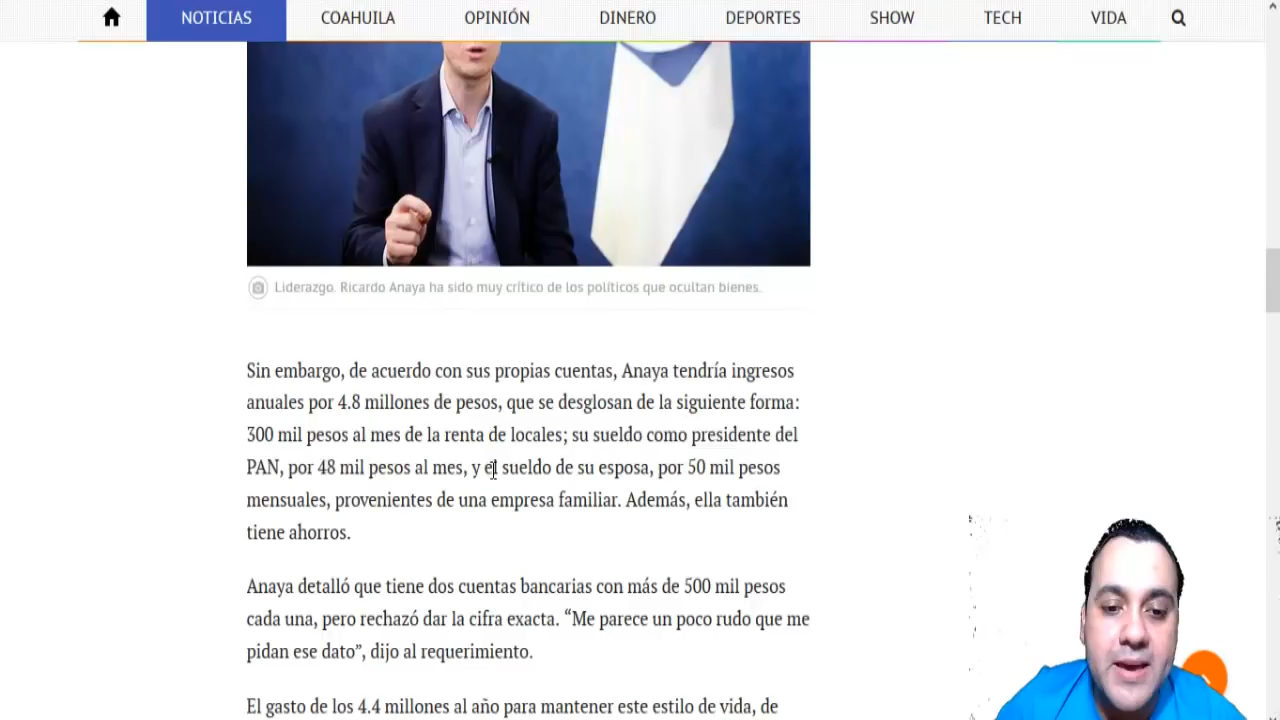 NOTICIAS COAHUILA OPINIÓN DINERO DEPORTES SHOW TECH VIDA
Liderazgo. Ricardo Anaya ha sido muy crítico de los políticos que ocultan bienes.
Sin embargo, de acuerdo con sus propias cuentas, Anaya tendría ingresos
anuales por 4.8 millones de pesos, que se desglosan de la siguiente forma:
300 mil pesos al mes de la renta de locales; su sueldo como presidente del
PAN, por 48 mil pesos al mes, y el sueldo de su esposa, por 50 mil pesos
mensuales, provenientes de una empresa familiar. Además, ella también
tiene ahorros.
Anaya detalló que tiene dos cuentas bancarias con más de 500 mil pesos
cada una, pero rechazó dar la cifra exacta. “Me parece un poco rudo que me
pidan ese dato”, dijo al requerimiento.
El gasto de los 4.4 millones al año para mantener este estilo de vida, de